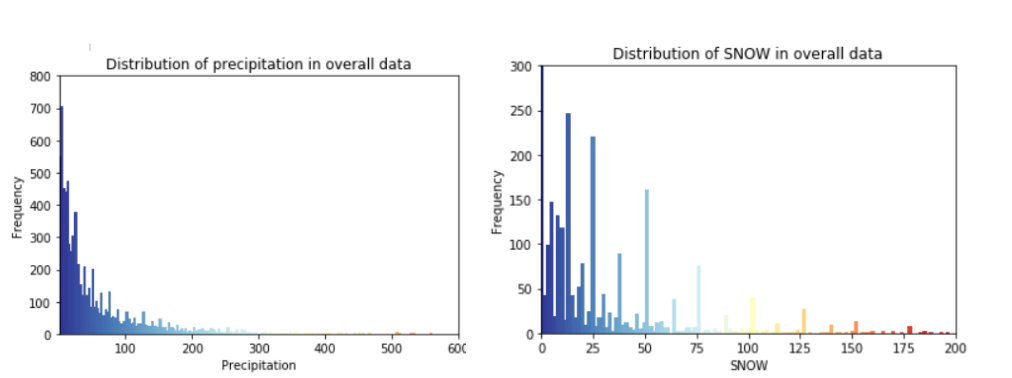 Distribution of precipitation in overall data
800
700
600
500
400
300
200
100
0
Frequency
100 200 300 400 500 600
Precipitation
Distribution of SNOW in overall data
300
250
200
150
100
50
0
Frequency
0 25 50 75 100 125 150 175 200
SNOW